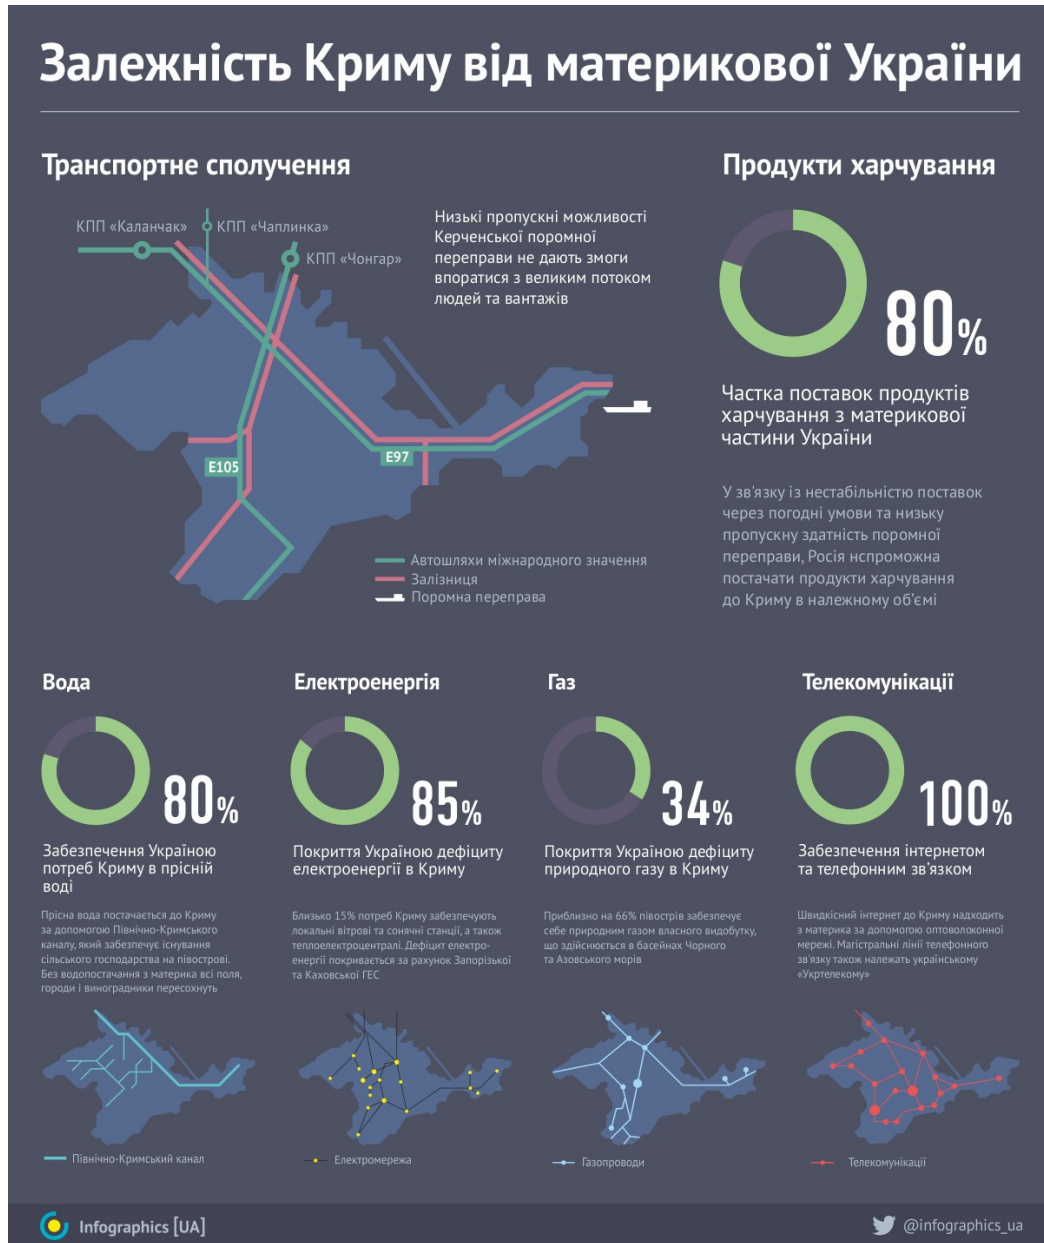 Залежність Криму від материкової України
Транспортне сполучення
КПП «Каланчак»
КПП «Чаплинка»
КПП «Чонгар»
Низькі пропускні можливості
Керченської поромної
переправи не дають змоги
впоратися з великим потоком
людей та вантажів
E105
E97
Автошляхи міжнародного значення
Залізниця
Поромна переправа
Продукти харчування
80%
Частка поставок продуктів
харчування з материкової
частини України
У зв'язку із нестабільністю поставок
через погодні умови та низьку
пропускну здатність поромної
переправи, Росія нспроможна
постачати продукти харчування
до Криму в належному об’ємі
Вода
80%
Забезпечення Україною
потреб Криму в прісній
воді
Прісна вода постачається до Криму
за допомогою Північно-Кримського
каналу, який забезпечує існування
сільського господарства на півострові.
Без водопостачання з материка всі поля,
городи і виноградники пересохнуть
Північно-Кримський канал
Електроенергія
85%
Покриття Україною дефіциту
електроенергії в Криму
Близько 15% потреб Криму забезпечують
локальні вітрові та сонячні станції, а також
теплоелектроцентралі. Дефіцит електро-
енергії покривається за рахунок Запорізької
та Каховської ГЕС
Електромережа
Газ
34%
Покриття Україною дефіциту
природного газу в Криму
Приблизно на 66% півострів забезпечує
себе природним газом власного видобутку,
що здійснюється в басейнах Чорного
та Азовського морів
Газопроводи
Телекомунікації
100%
Забезпечення інтернетом
та телефонним зв’язком
Швидкісний інтернет до Криму надходить
з материка за допомогою оптоволоконної
мережі. Магістральні лінії телефонного
зв'язку також належать українському
«Укртелекому»
Телекомунікації
Infographics [UA]
@infographics_ua